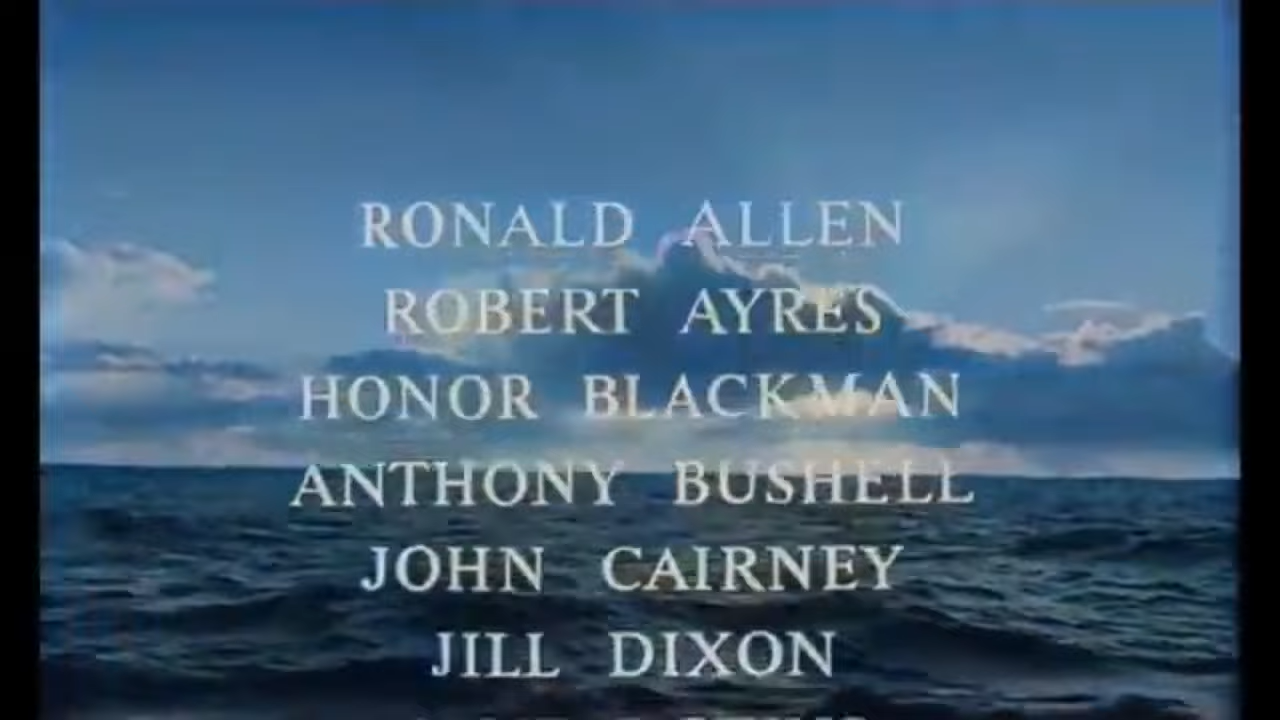 RONALD ALLEN
ROBERT AYRES
HONOR BLACKMAN
ANTHONY BUSHELL
JOHN CAIRNEY
JILL DIXON